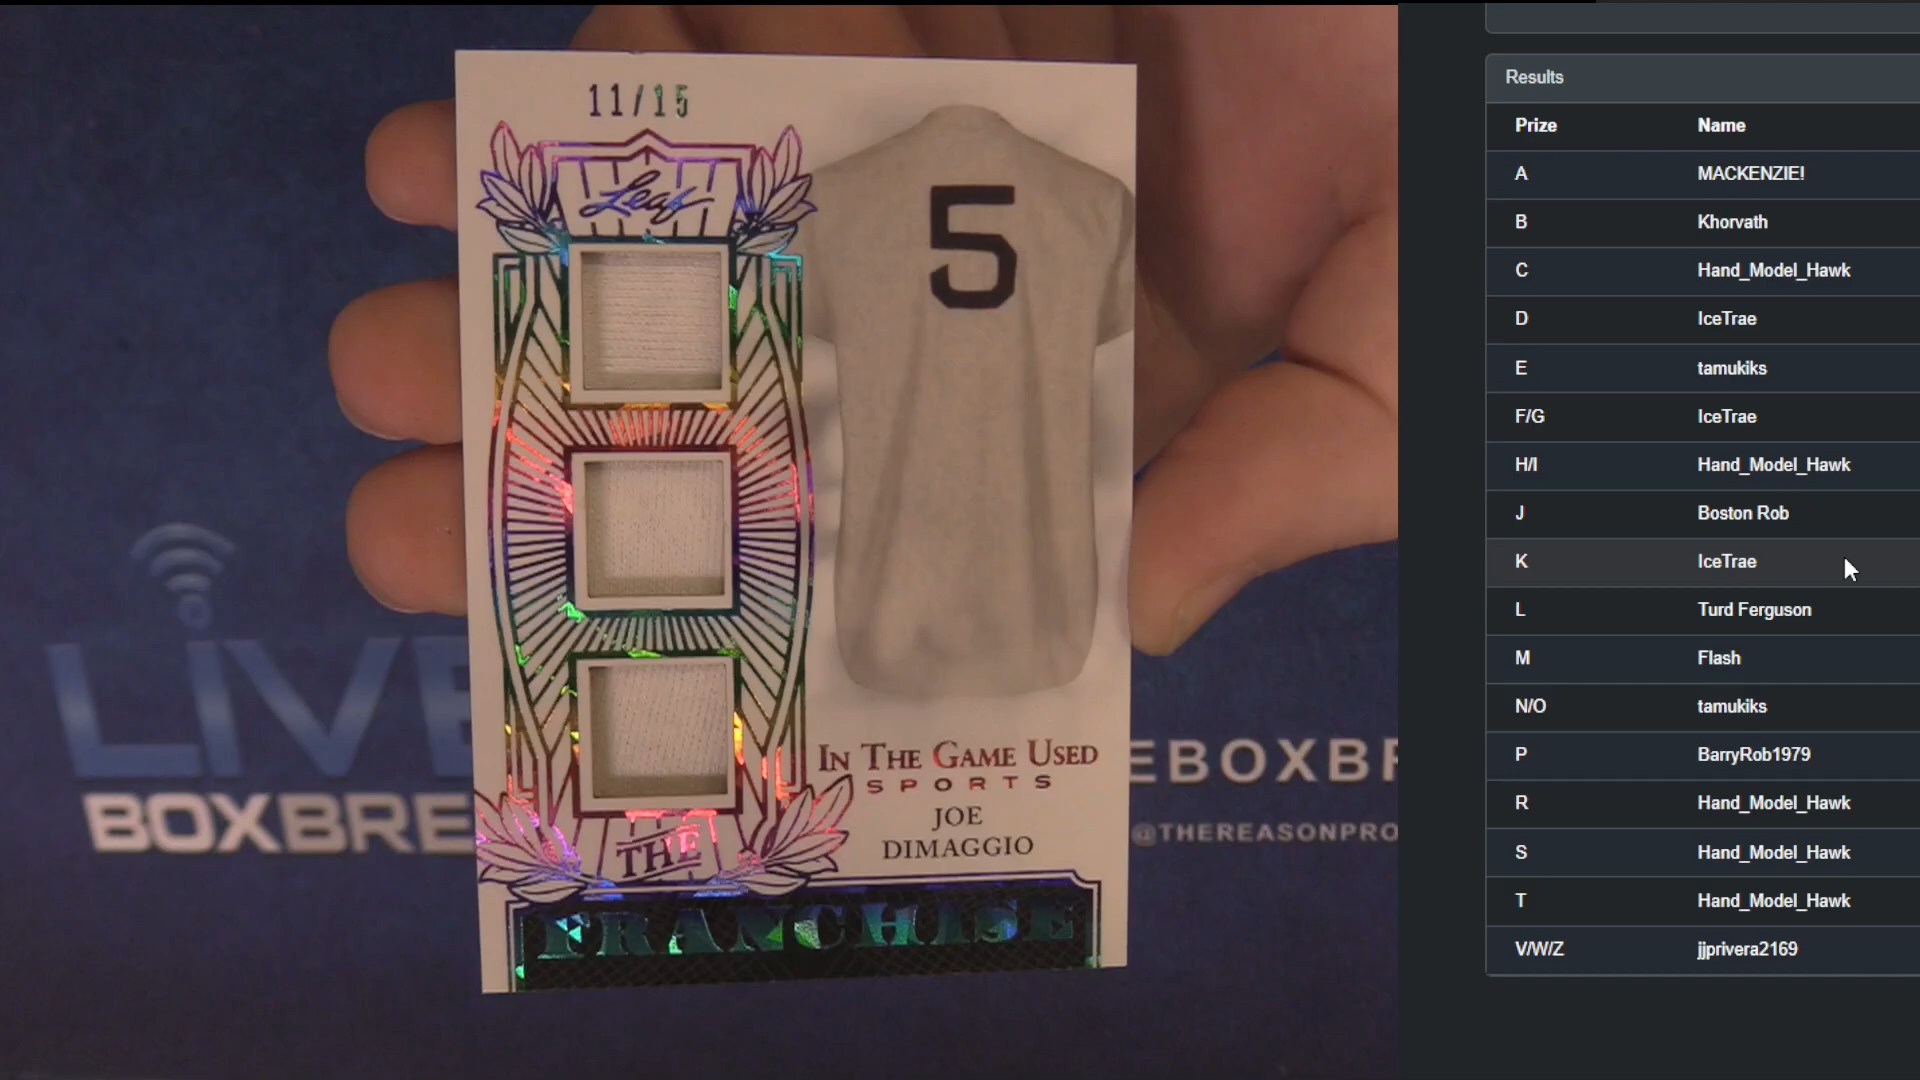 11/15
Leaf
5
IN THE GAME USED
SPORTS
JOE
DIMAGGIO
THE
FRANCHISE
LIVE
BOXBRE
EBOXBR
@THEREASONPRO
Results
Prize Name
A MACKENZIE!
B Khorvath
C Hand_Model_Hawk
D IceTrae
E tamukiks
F/G IceTrae
H/I Hand_Model_Hawk
J Boston Rob
K IceTrae
L Turd Ferguson
M Flash
N/O tamukiks
P BarryRob1979
R Hand_Model_Hawk
S Hand_Model_Hawk
T Hand_Model_Hawk
V/W/Z jjprivera2169